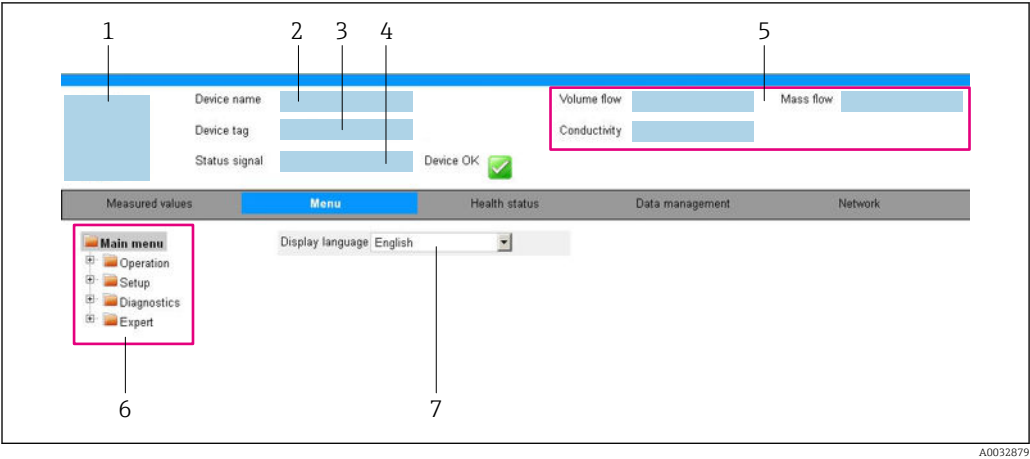 1 2 3 4 5
Device name Volume flow Mass flow
Device tag Conductivity
Status signal Device OK
Measured values Menu Health status Data management Network
Main menu Display language English
Operation
Setup
Diagnostics
Expert
6 7
A0032879